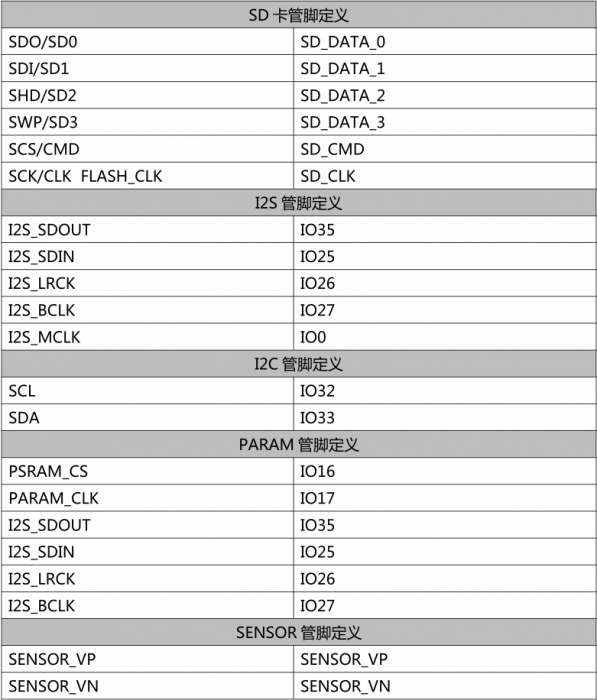 SD 卡管脚定义
SDO/SD0 SD_DATA_0
SDI/SD1 SD_DATA_1
SHD/SD2 SD_DATA_2
SWP/SD3 SD_DATA_3
SCS/CMD SD_CMD
SCK/CLK FLASH_CLK SD_CLK
I2S 管脚定义
I2S_SDOUT IO35
I2S_SDIN IO25
I2S_LRCK IO26
I2S_BCLK IO27
I2S_MCLK IO0
I2C 管脚定义
SCL IO32
SDA IO33
PARAM 管脚定义
PSRAM_CS IO16
PARAM_CLK IO17
I2S_SDOUT IO35
I2S_SDIN IO25
I2S_LRCK IO26
I2S_BCLK IO27
SENSOR 管脚定义
SENSOR_VP SENSOR_VP
SENSOR_VN SENSOR_VN